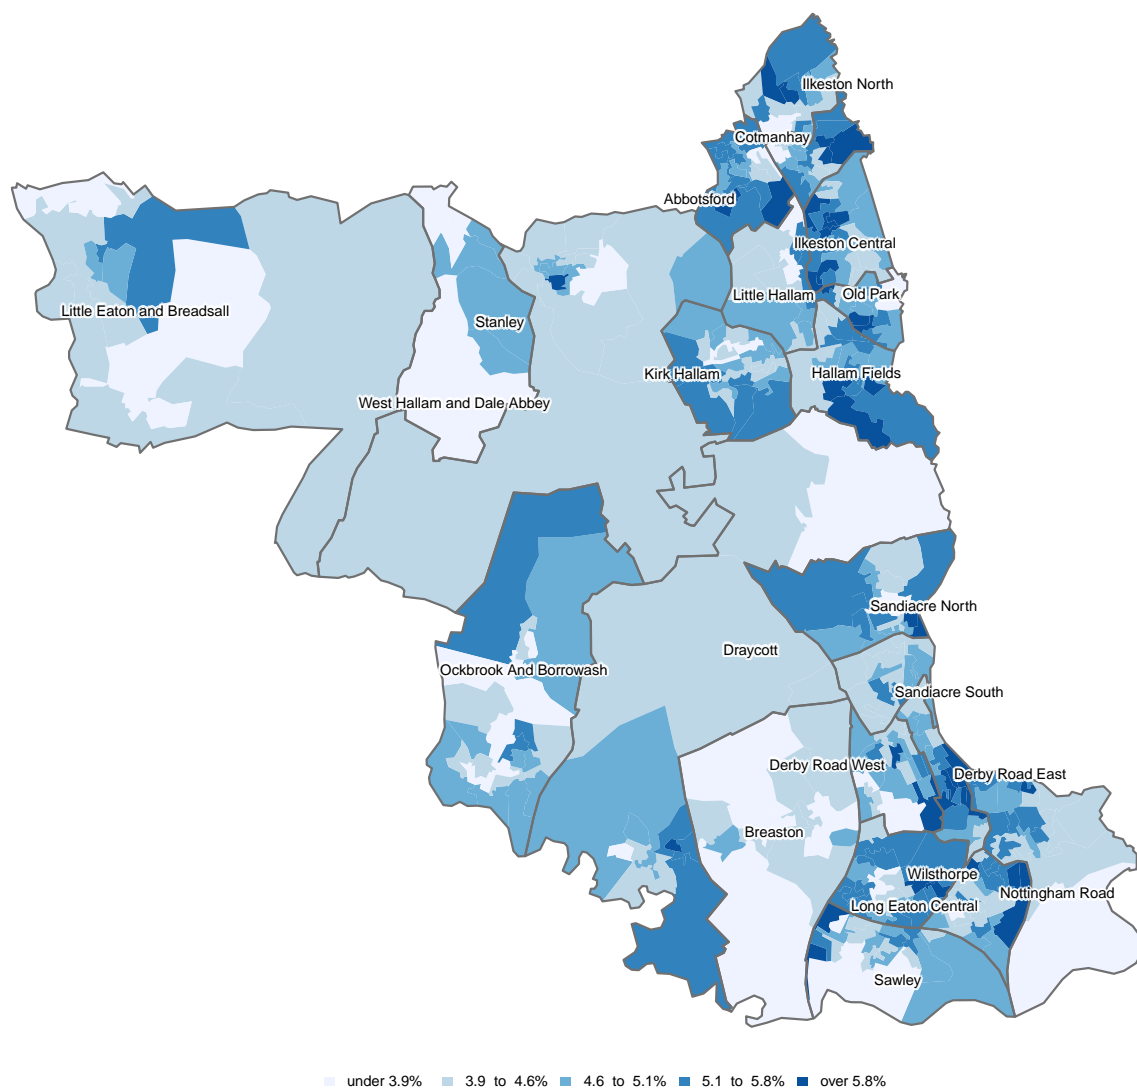 Ilkeston North
Cotmanhay
Abbotsford
Ilkeston Central
Little Hallam
Old Park
Little Eaton and Breadsall
Stanley
Kirk Hallam
Hallam Fields
West Hallam and Dale Abbey
Sandiacre North
Draycott
Ockbrook And Borrowash
Sandiacre South
Derby Road West
Derby Road East
Breaston
Wilsthorpe
Nottingham Road
Long Eaton Central
Sawley
under 3.9% 3.9 to 4.6% 4.6 to 5.1% 5.1 to 5.8% over 5.8%